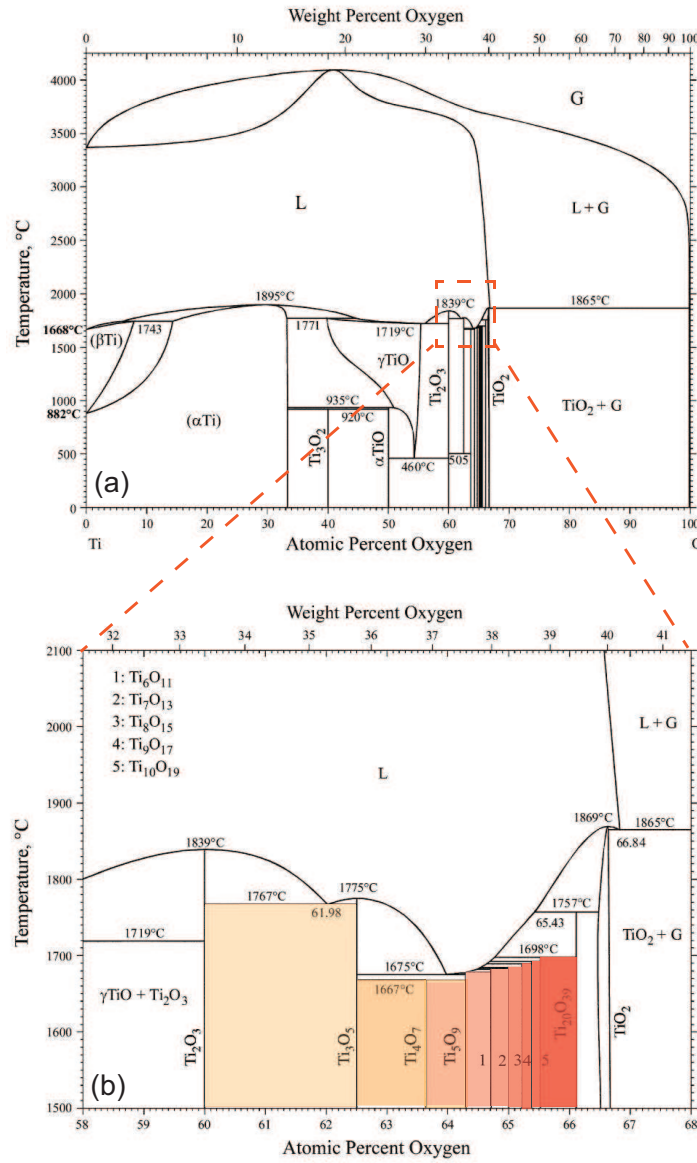 Weight Percent Oxygen
0 10 20 30 40 50 60 70 80 90 100
4000
3500
3000
2500
2000
1500
1000
500
0
Temperature, °C
G
L
L + G
1895°C
1839°C
1865°C
1668°C
(βTi)
1743
1771
1719°C
γTiO
882°C
(αTi)
935°C
920°C
Ti3O2
αTiO
460°C
Ti2O3
505
TiO2
TiO2 + G
(a)
0 10 20 30 40 50 60 70 80 90 100
Ti
Atomic Percent Oxygen
Weight Percent Oxygen
32 33 34 35 36 37 38 39 40 41
2100
2000
1900
1800
1700
1600
1500
Temperature, °C
1: Ti6O11
2: Ti7O13
3: Ti8O15
4: Ti9O17
5: Ti10O19
L
L + G
1839°C
1869°C
1865°C
66.84
1767°C
61.98
1775°C
1757°C
65.43
1719°C
1698°C
1675°C
1667°C
γTiO + Ti2O3
TiO2 + G
Ti2O3
Ti3O5
Ti4O7
Ti5O9
1 2 3 4 5
Ti20O39
TiO2
(b)
58 59 60 61 62 63 64 65 66 67 68
Atomic Percent Oxygen